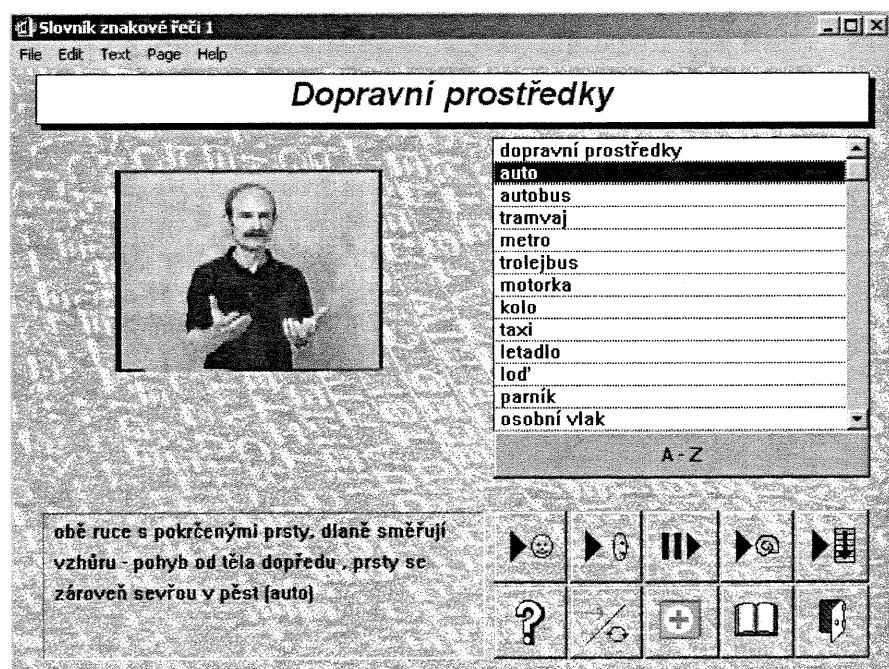 Slovník znakové řeči 1
File Edit Text Page Help
Dopravní prostředky
dopravní prostředky
auto
autobus
tramvaj
metro
trolejbus
motorka
kolo
taxi
letadlo
loď
parník
osobní vlak
A - Z
obě ruce s pokrčenými prsty, dlaně směřují
vzhůru - pohyb od těla dopředu , prsty se
zároveň sevřou v pěst (auto)
?